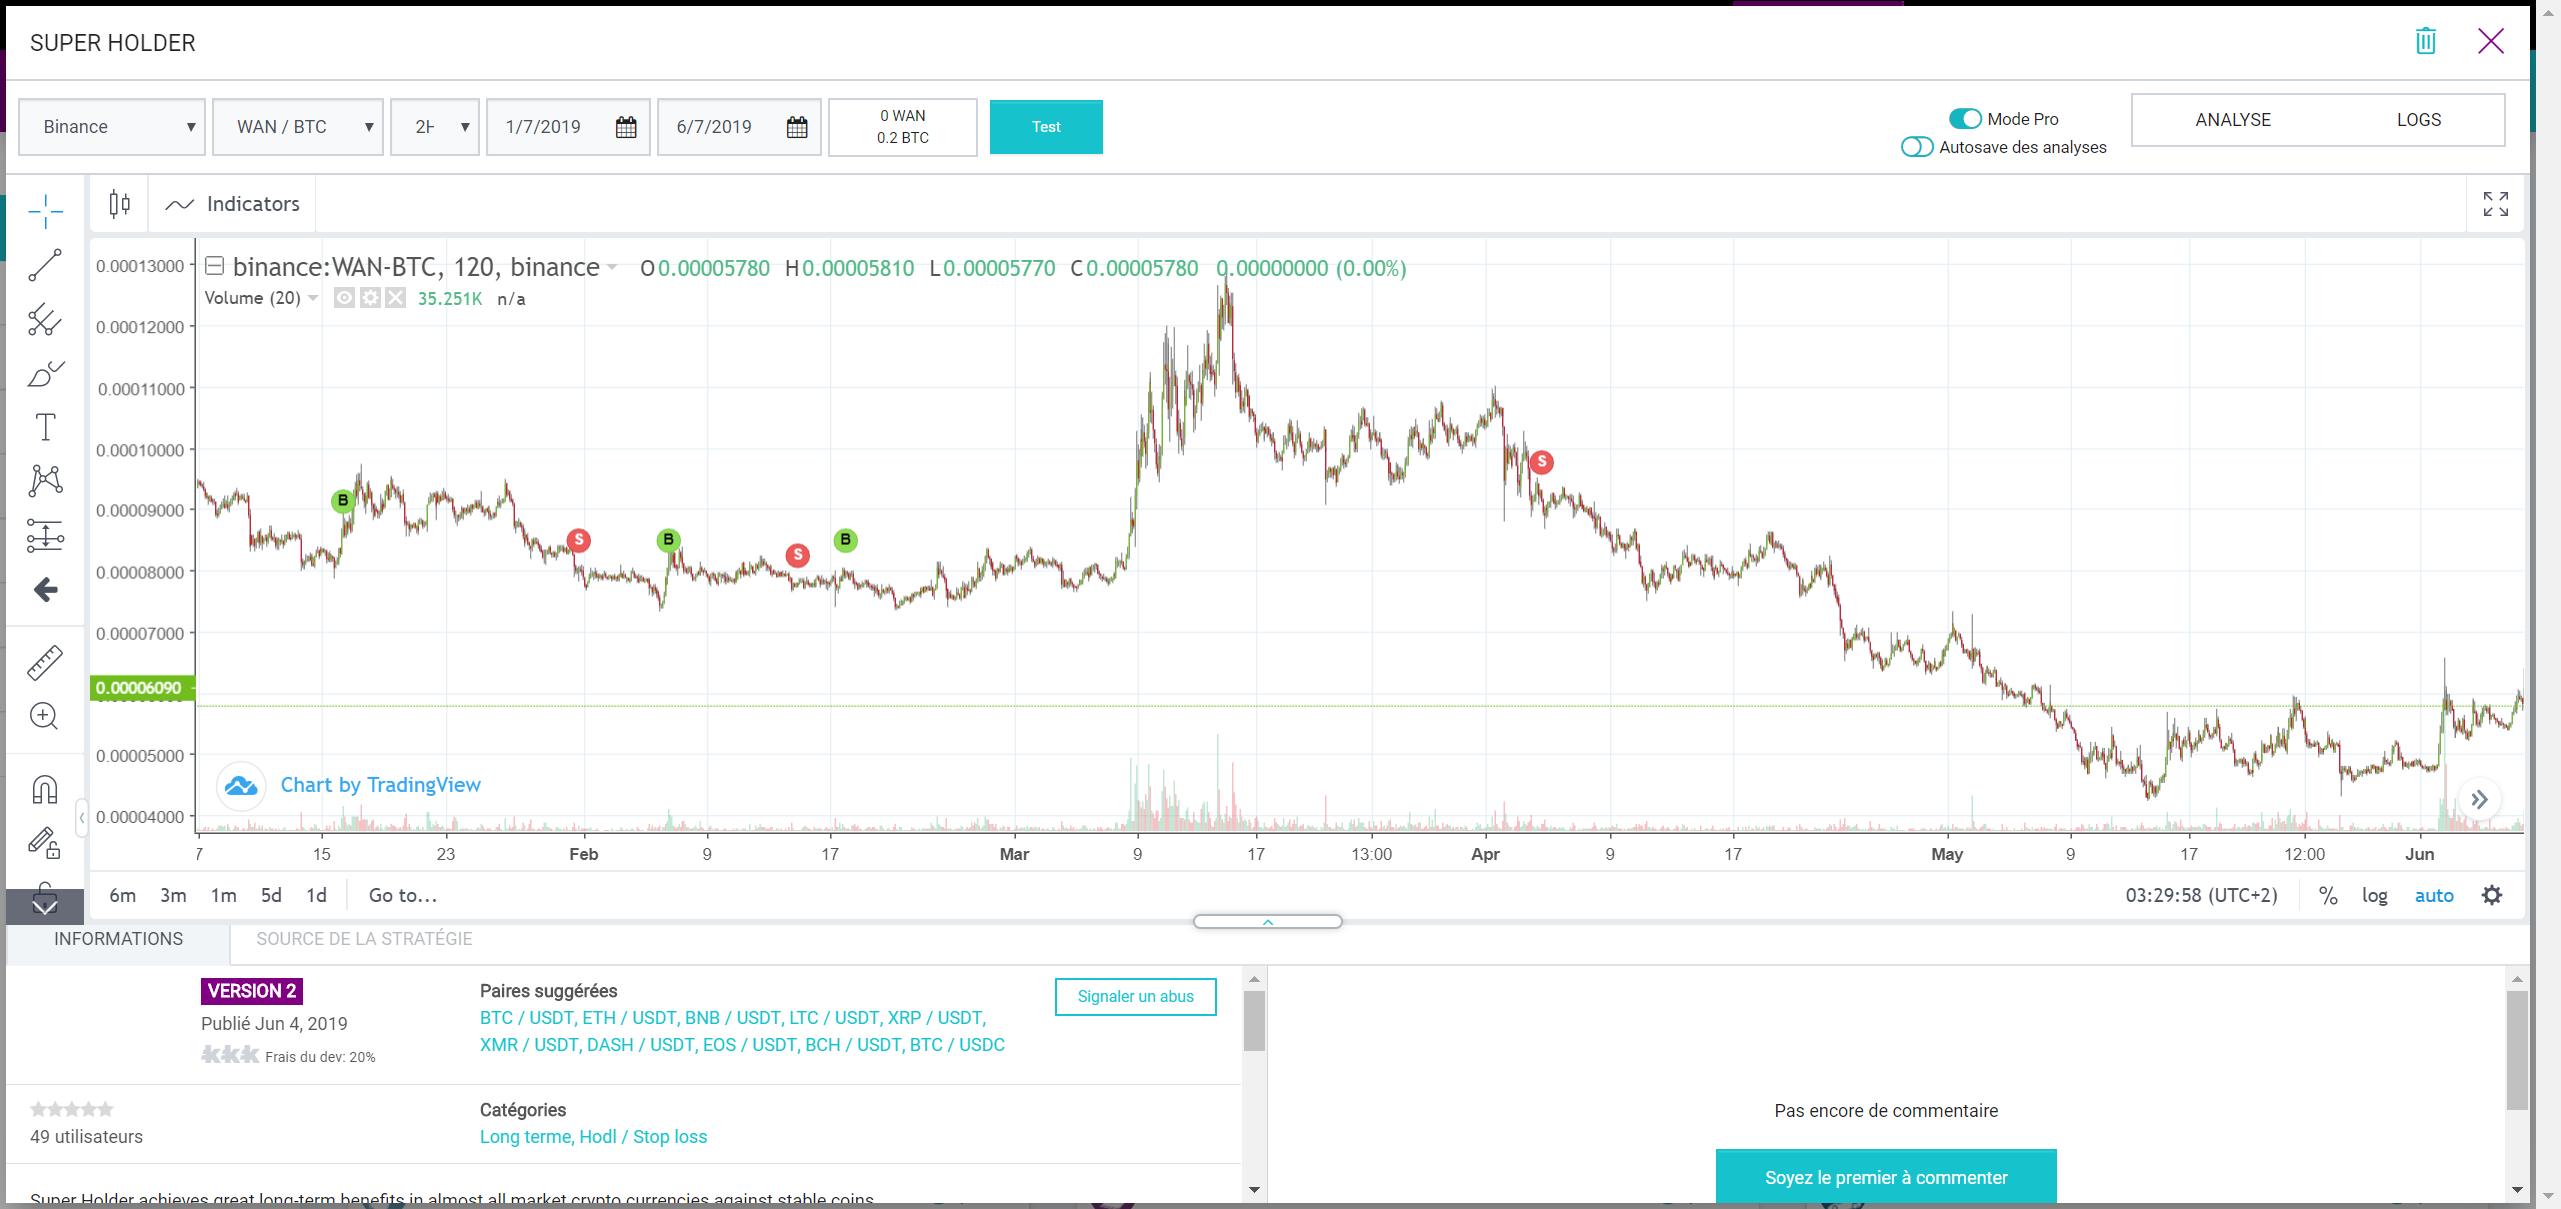 SUPER HOLDER
Binance
WAN / BTC
1/7/2019
6/7/2019
0 WAN
0.2 BTC
Test
Mode Pro
Autosave des analyses
ANALYSE
LOGS
Indicators
binance:WAN-BTC, 120, binance O0.00005780 H0.00005810 L0.00005770 C0.00005780 0.00000000 (0.00%)
Volume (20) 35.251K n/a
0.00013000
0.00012000
0.00011000
0.00010000
0.00009000
0.00008000
0.00007000
0.00006090
0.00005000
0.00004000
B
S
B
S
B
S
Chart by TradingView
7 15 23 Feb 9 17 Mar 9 17 13:00 Apr 9 17 May 9 17 12:00 Jun
6m 3m 1m 5d 1d Go to...
03:29:58 (UTC+2) % log auto
INFORMATIONS
SOURCE DE LA STRATÉGIE
VERSION 2
Publié Jun 4, 2019
Frais du dev: 20%
Paires suggérées
BTC / USDT, ETH / USDT, BNB / USDT, LTC / USDT, XRP / USDT,
XMR / USDT, DASH / USDT, EOS / USDT, BCH / USDT, BTC / USDC
Signaler un abus
49 utilisateurs
Catégories
Long terme, Hodl / Stop loss
Super Holder achieves great long-term benefits in almost all market crypto currencies against stable coins
Pas encore de commentaire
Soyez le premier à commenter